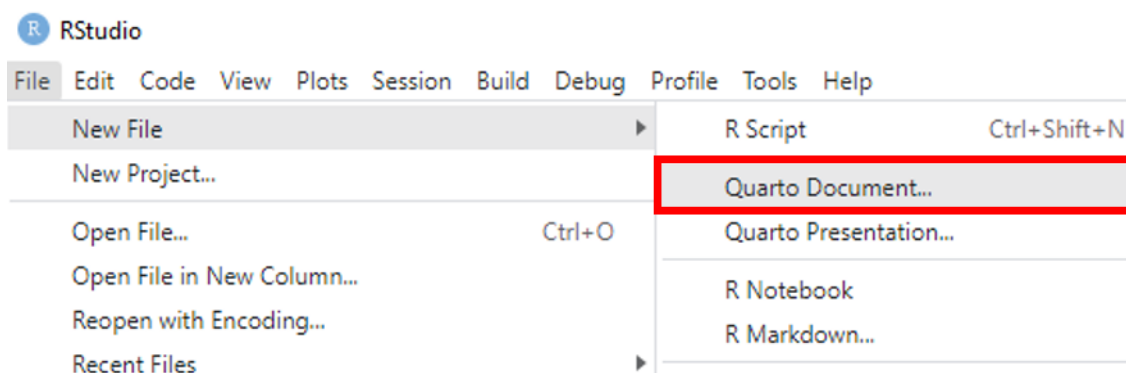 R RStudio
File Edit Code View Plots Session Build Debug Profile Tools Help
New File
New Project...
Open File... Ctrl+O
Open File in New Column...
Reopen with Encoding...
Recent Files
R Script Ctrl+Shift+N
Quarto Document...
Quarto Presentation...
R Notebook
R Markdown...